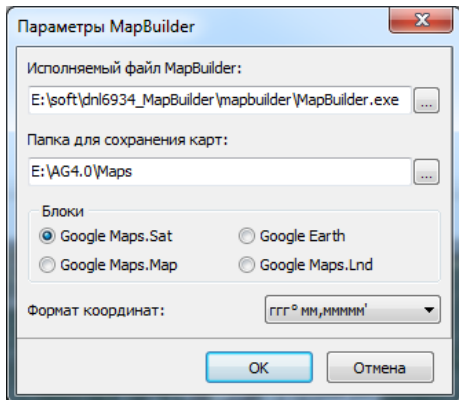 Параметры MapBuilder
Исполняемый файл MapBuilder:
E:\soft\dnl6934_MapBuilder\mapbuilder\MapBuilder.exe
...
Папка для сохранения карт:
E:\AG4.0\Maps
...
Блоки
Google Maps.Sat Google Earth
Google Maps.Map Google Maps.Lnd
Формат координат: ггг° мм,ммммм'
OK Отмена